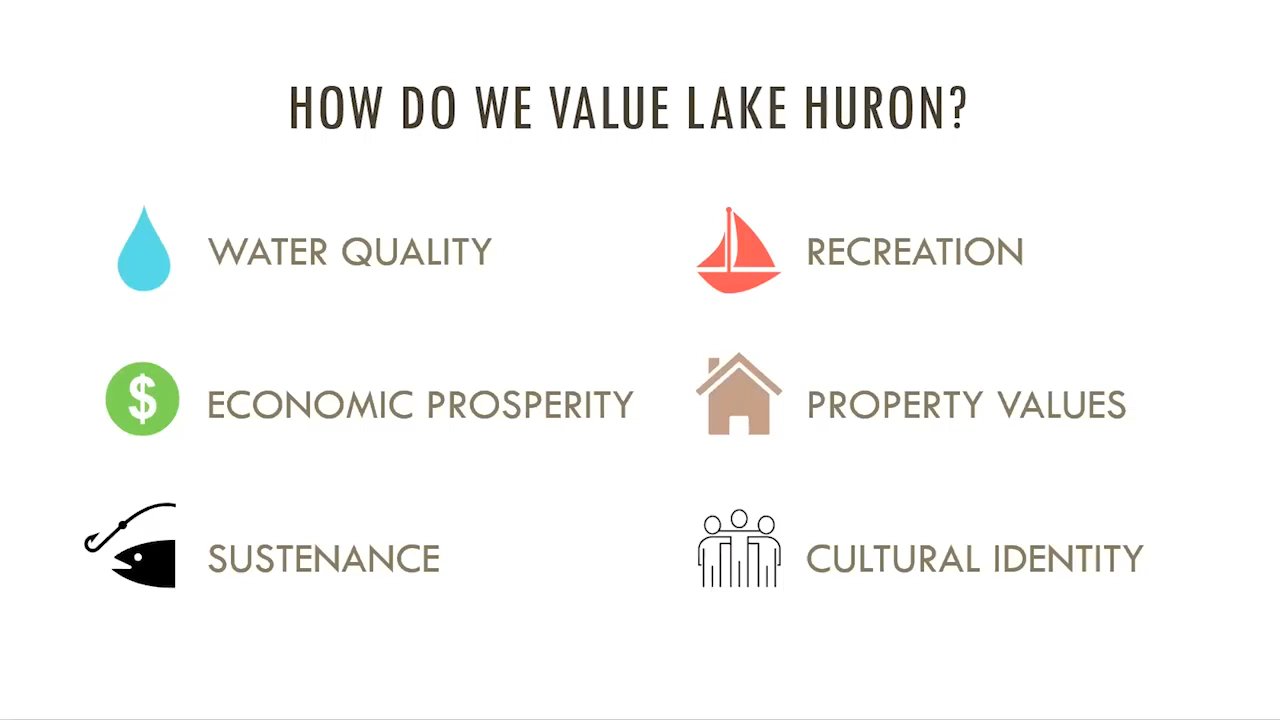 HOW DO WE VALUE LAKE HURON?
WATER QUALITY
RECREATION
$
ECONOMIC PROSPERITY
PROPERTY VALUES
SUSTENANCE
CULTURAL IDENTITY